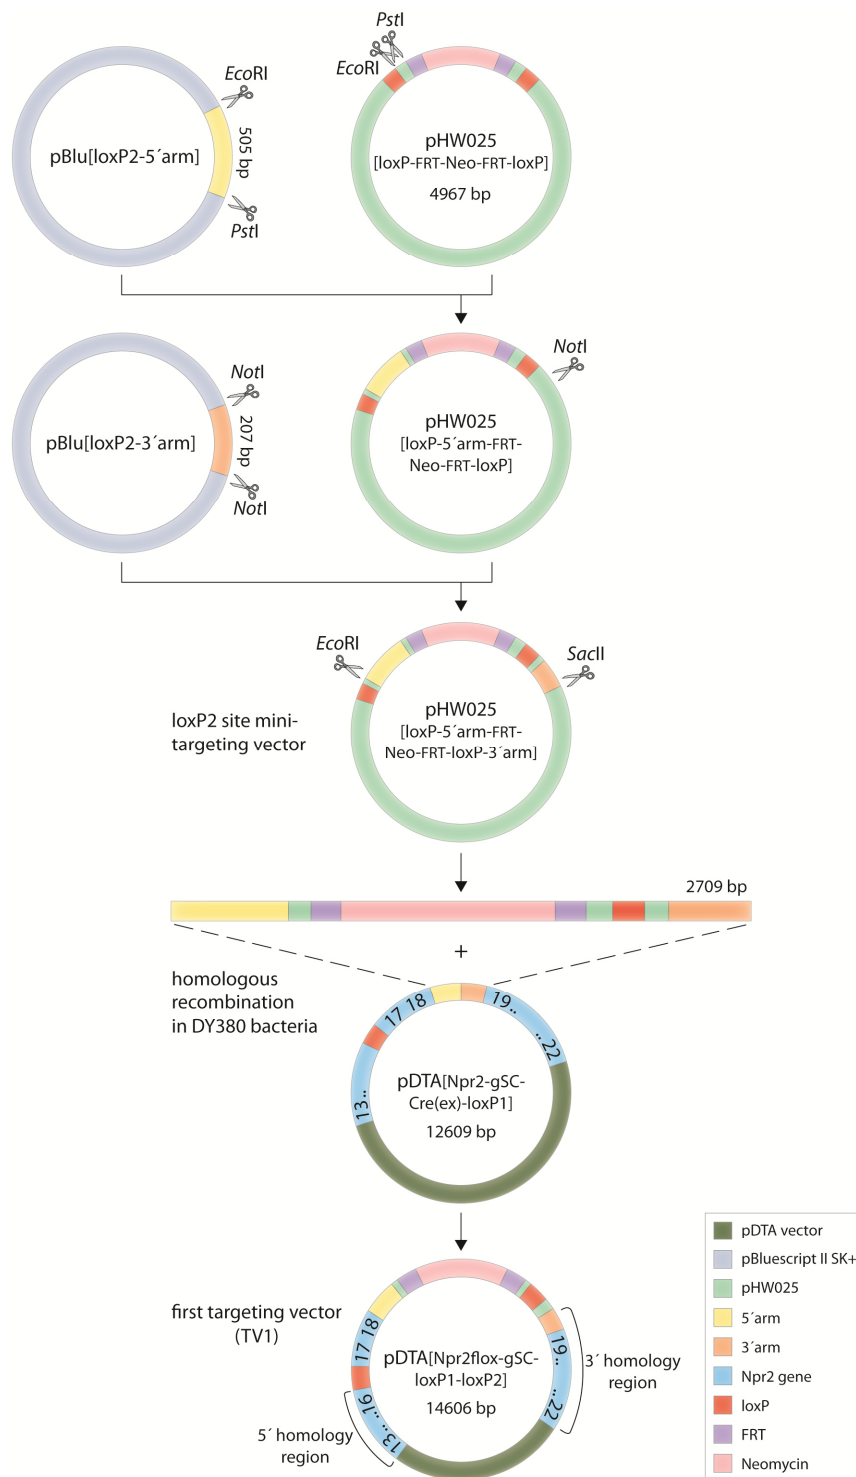 PstI
EcoRI
EcoRI
pBlu[loxP2-5´arm]
505 bp
PstI
pHW025
[loxP-FRT-Neo-FRT-loxP]
4967 bp
NotI
pBlu[loxP2-3´arm]
207 bp
NotI
NotI
pHW025
[loxP-5´arm-FRT-
Neo-FRT-loxP]
EcoRI
SacII
loxP2 site mini-
targeting vector
pHW025
[loxP-5´arm-FRT-
Neo-FRT-loxP-3´arm]
2709 bp
+
homologous
recombination
in DY380 bacteria
13..
17 18
19..
..22
pDTA[Npr2-gSC-
Cre(ex)-loxP1]
12609 bp
first targeting vector
(TV1)
13... ...16
17 18
19..
..22
pDTA[Npr2flox-gSC-
loxP1-loxP2]
14606 bp
5´ homology
region
3´ homology
region
pDTA vector
pBluescript II SK+
pHW025
5´arm
3´arm
Npr2 gene
loxP
FRT
Neomycin